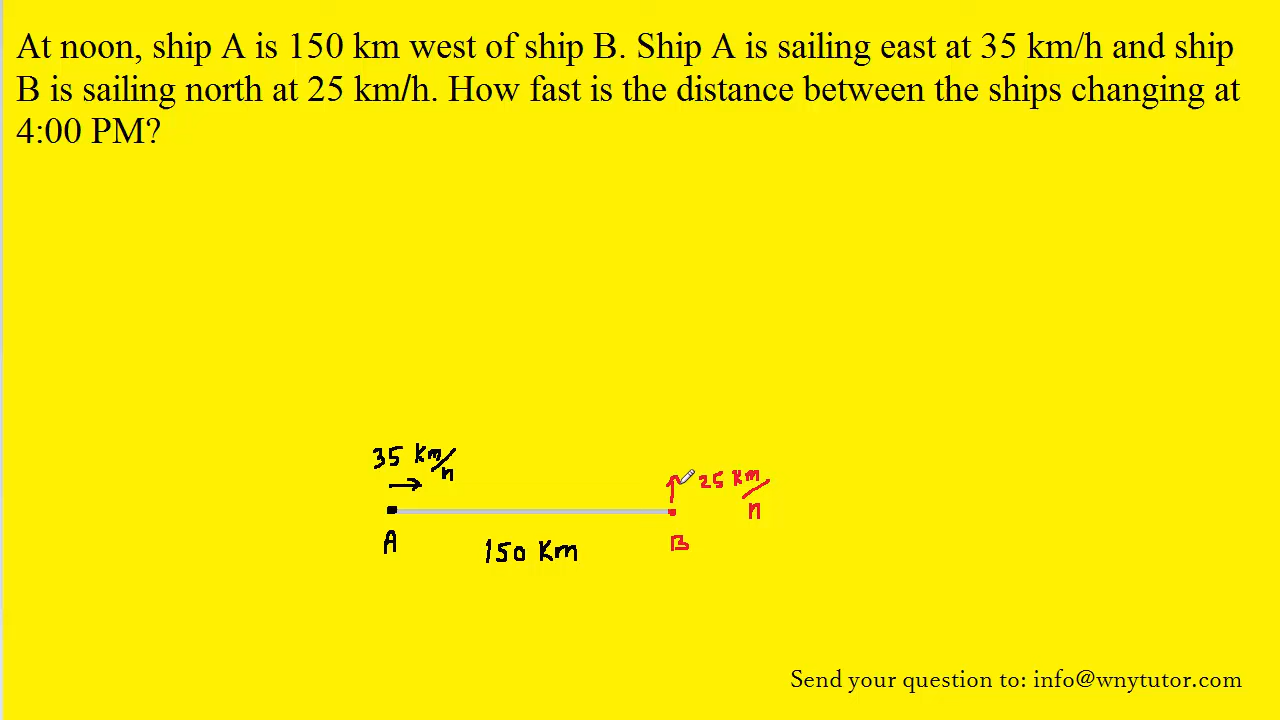 At noon, ship A is 150 km west of ship B. Ship A is sailing east at 35 km/h and ship
B is sailing north at 25 km/h. How fast is the distance between the ships changing at
4:00 PM?
35 km/h
25 km/h
A
150 km
B
Send your question to: info@wnytutor.com